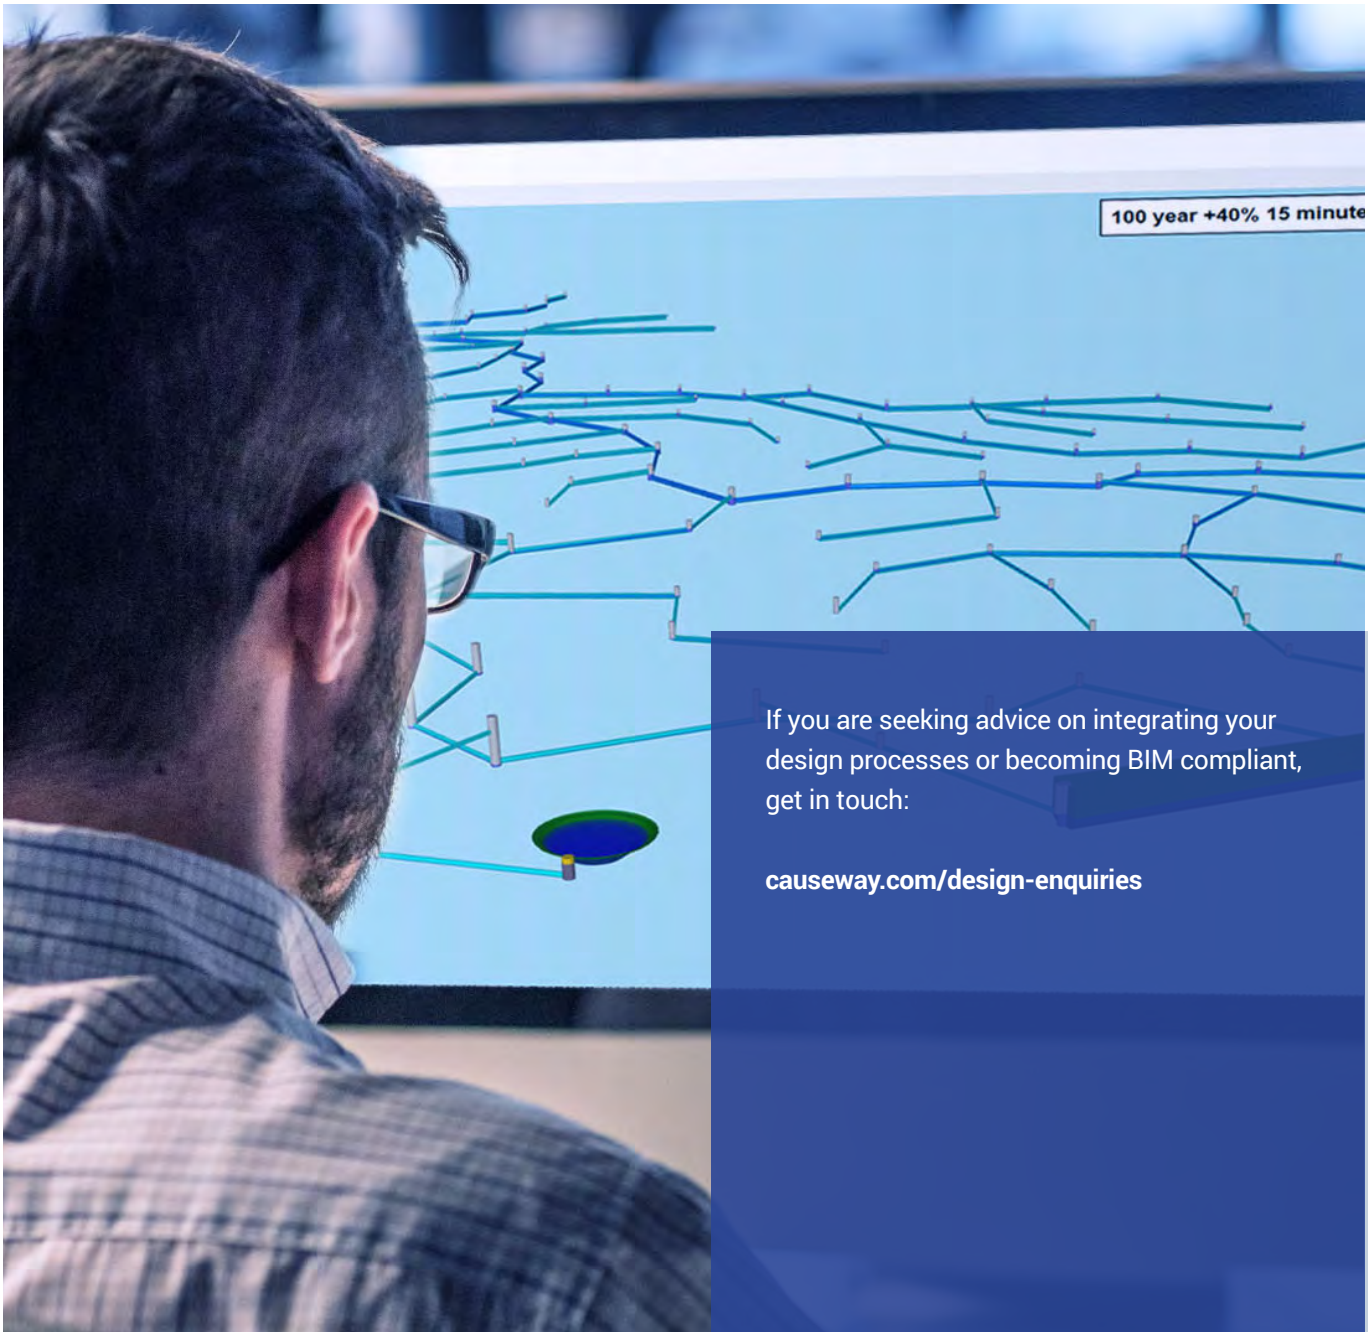 100 year +40% 15 minute
If you are seeking advice on integrating your
design processes or becoming BIM compliant,
get in touch:
causeway.com/design-enquiries